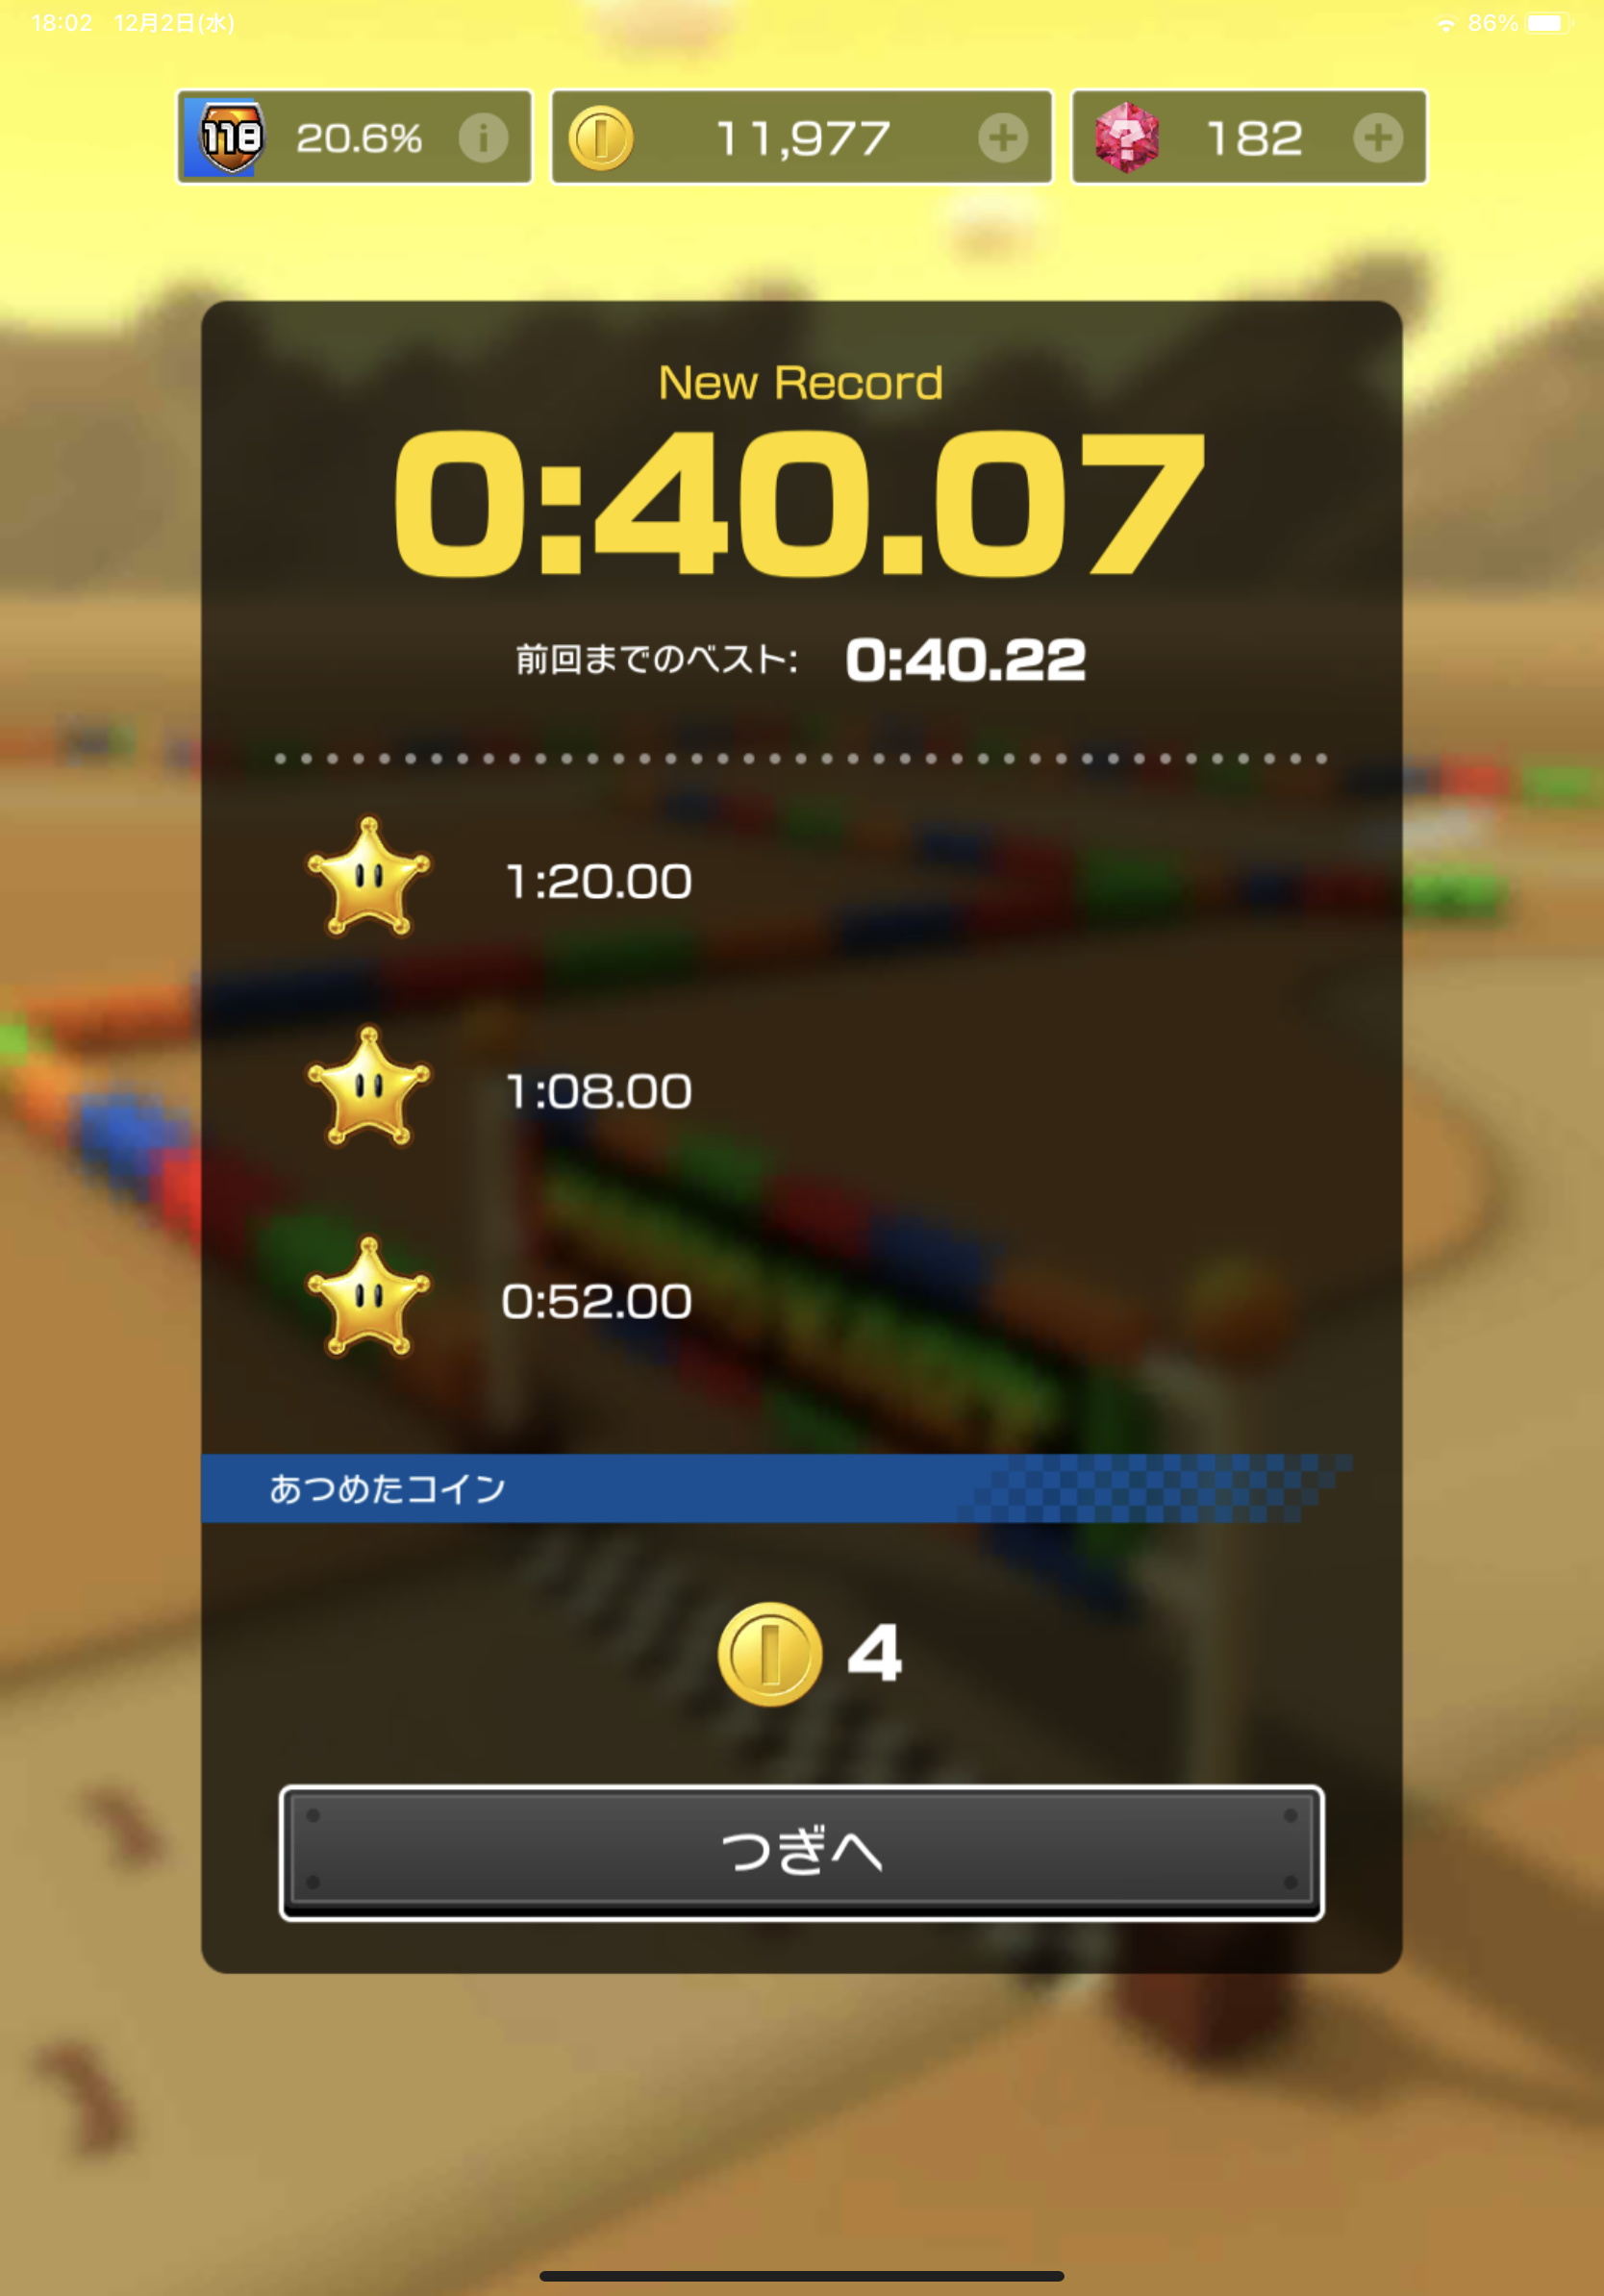 18:02 12月2日(水) 86%
118 20.6% i 11,977 + 182 +
New Record
0:40.07
前回までのベスト: 0:40.22
1:20.00
1:08.00
0:52.00
あつめたコイン
4
つぎへ